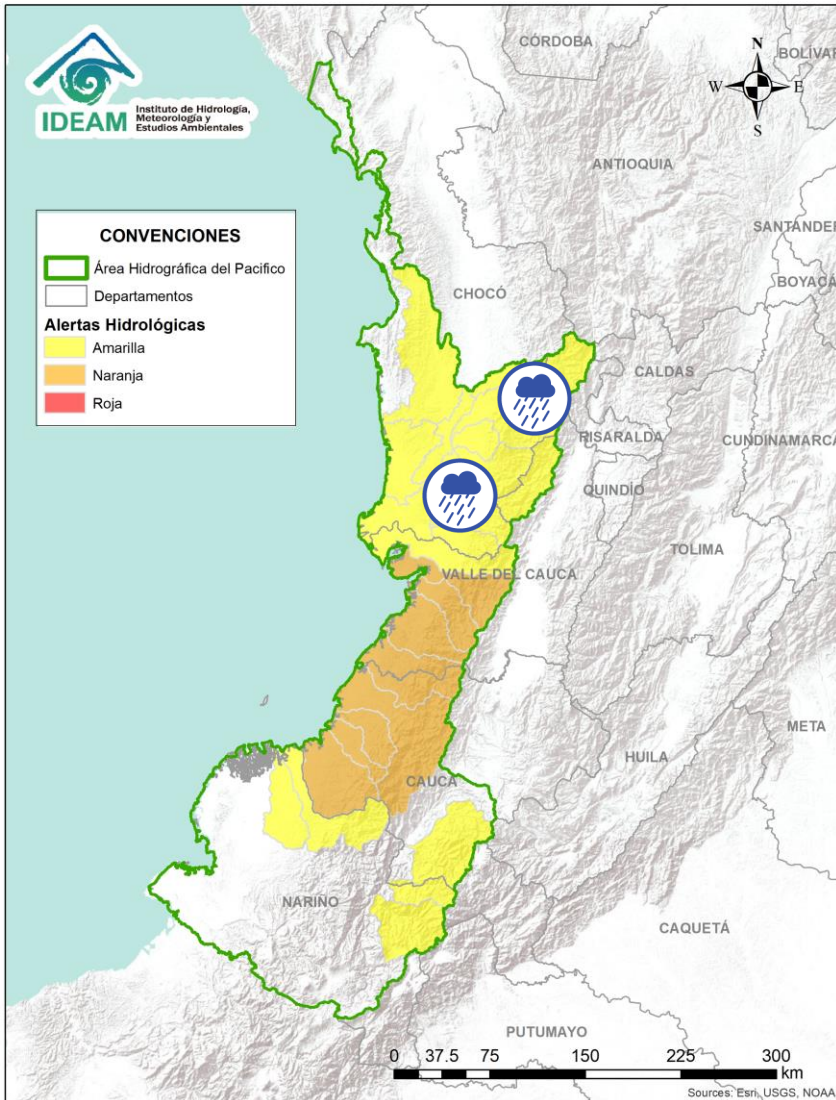 IDEAM
Instituto de Hidrología,
Meteorología y
Estudios Ambientales
CONVENCIONES
Área Hidrográfica del Pacifico
Departamentos
Alertas Hidrológicas
Amarilla
Naranja
Roja
N
W
E
S
CÓRDOBA
BOLÍVAR
ANTIOQUIA
SANTANDER
BOYACÁ
CHOCÓ
CALDAS
RISARALDA
CUNDINAMARCA
QUINDÍO
TOLIMA
VALLE DEL CAUCA
META
HUILA
CAUCA
NARIÑO
CAQUETÁ
PUTUMAYO
0 37.5 75 150 225 300
km
Sources: Esri, USGS, NOAA